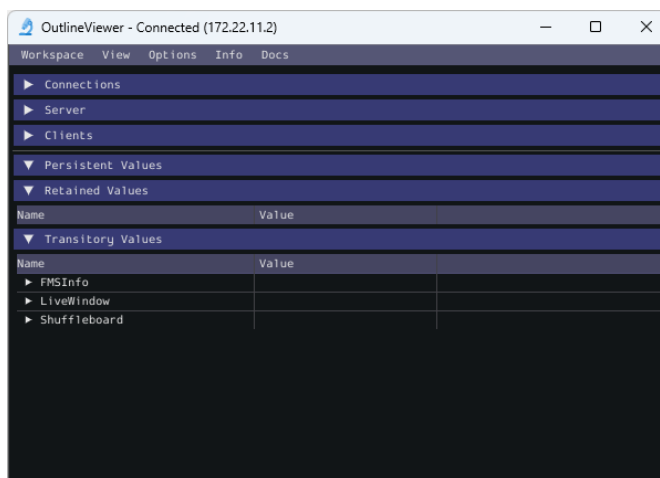 OutlineViewer - Connected (172.22.11.2)
Workspace View Options Info Docs
Connections
Server
Clients
Persistent Values
Retained Values
Name Value
Transitory Values
Name Value
FMSInfo
LiveWindow
Shuffleboard